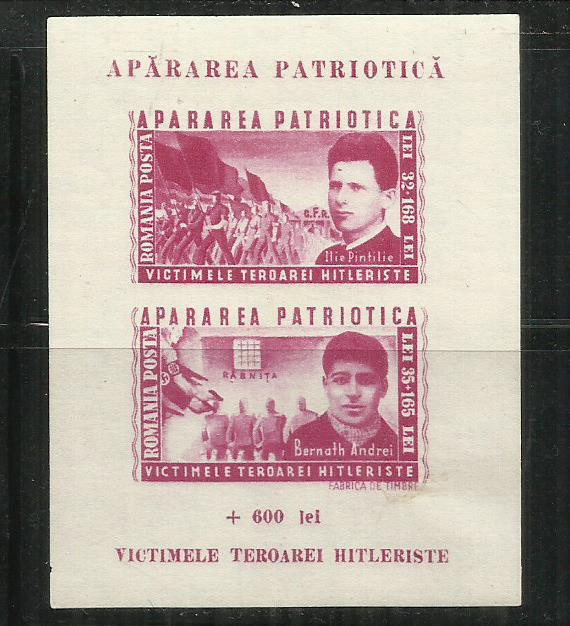 APĂRAREA PATRIOTICĂ
APARAREA PATRIOTICA
ROMANIA POSTA
LEI 32+168 LEI
C.F.R.
Ilie Pintilie
VICTIMELE TEROAREI HITLERISTE
APARAREA PATRIOTICA
ROMANIA POSTA
LEI 35+165 LEI
RÂBNIȚA
Bernath Andrei
VICTIMELE TEROAREI HITLERISTE
FABRICA DE TIMBRE
+ 600 lei
VICTIMELE TEROAREI HITLERISTE